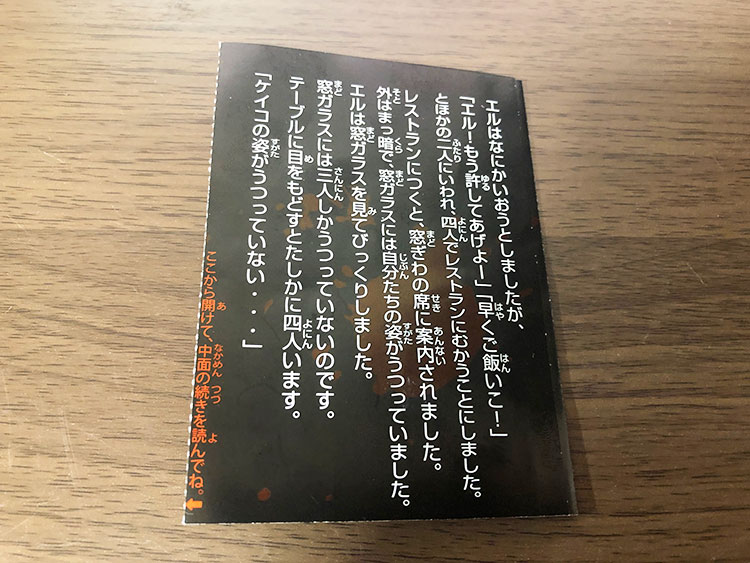 エルはなにかいおうとしましたが、
「エルーもう許してあげよー」「早くご飯いこー！」
とほかの二人にいわれ、四人でレストランにむかうことにしました。
レストランにつくと、窓ぎわの席に案内されました。
外はまっ暗で、窓ガラスには自分たちの姿がうつっていました。
エルは窓ガラスを見てびっくりしました。
窓ガラスには三人しかうつっていないのです。
テーブルに目をもどすとたしかに四人います。
「ケイコの姿がうつっていない・・・」
ここから開けて、中面の続きを読んでね。